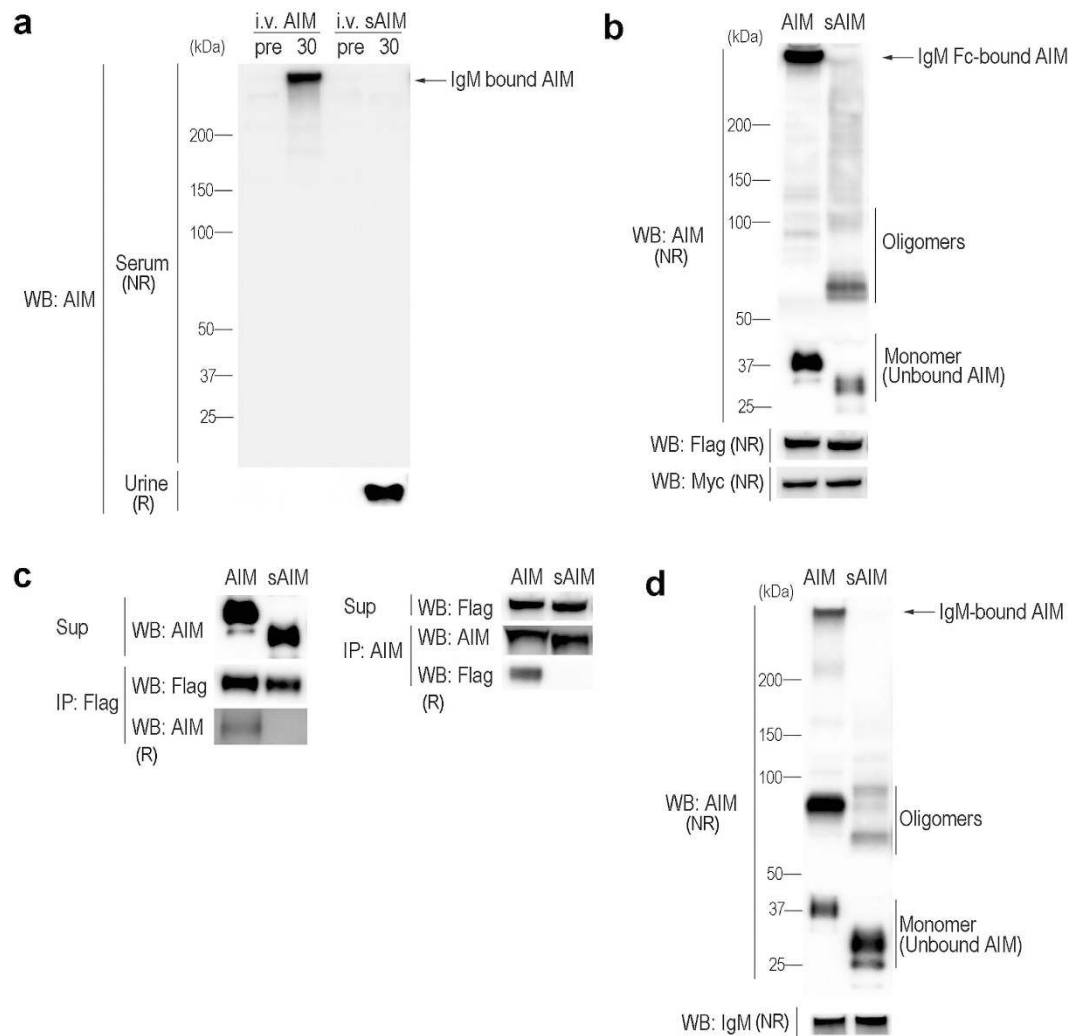 a
i.v. AIM i.v. sAIM
(kDa) pre 30 pre 30
IgM bound AIM
200
150
100
Serum
(NR)
WB: AIM
50
37
25
Urine
(R)
b
AIM sAIM
IgM Fc-bound AIM
200
150
100
WB: AIM
(NR)
Oligomers
50
37
Monomer
(Unbound AIM)
25
WB: Flag (NR)
WB: Myc (NR)
c
AIM sAIM
Sup WB: AIM
IP: Flag WB: Flag
WB: AIM
(R)
AIM sAIM
Sup WB: Flag
IP: AIM WB: AIM
WB: Flag
(R)
d
AIM sAIM
(kDa)
IgM-bound AIM
200
150
100
WB: AIM
(NR)
Oligomers
50
37
Monomer
(Unbound AIM)
25
WB: IgM (NR)